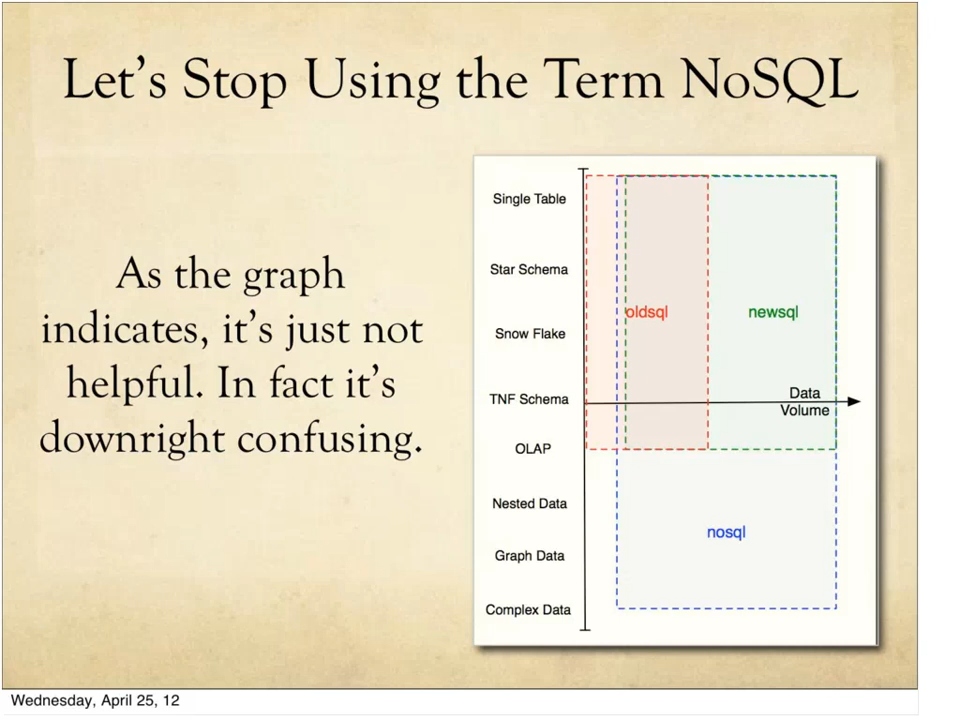 Let's Stop Using the Term NoSQL
As the graph
indicates, it's just not
helpful. In fact it's
downright confusing.
Single Table
Star Schema
Snow Flake
TNF Schema
OLAP
Nested Data
Graph Data
Complex Data
oldsql
newsql
Data
Volume
nosql
Wednesday, April 25, 12